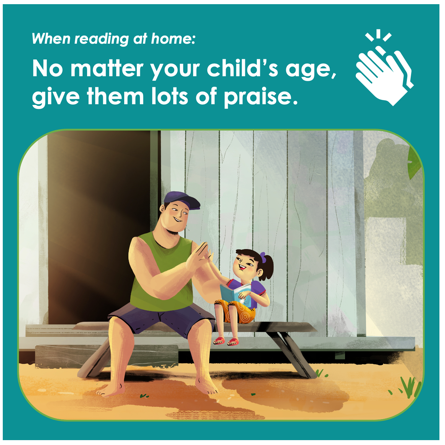 When reading at home:
No matter your child’s age,
give them lots of praise.